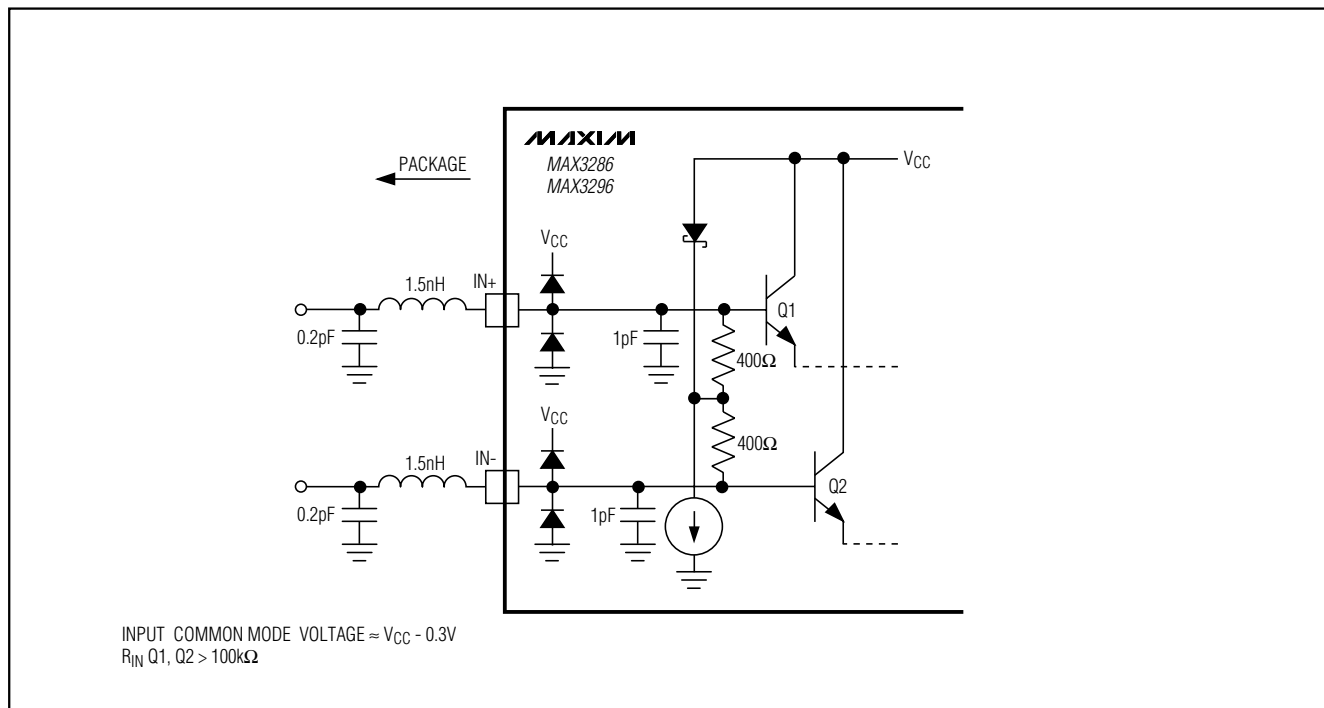 MAXIM
PACKAGE
MAX3286
MAX3296
VCC
VCC
1.5nH
IN+
Q1
0.2pF
1pF
400Ω
VCC
400Ω
1.5nH
IN-
Q2
0.2pF
1pF
INPUT COMMON MODE VOLTAGE ≈ VCC - 0.3V
RIN Q1, Q2 > 100kΩ